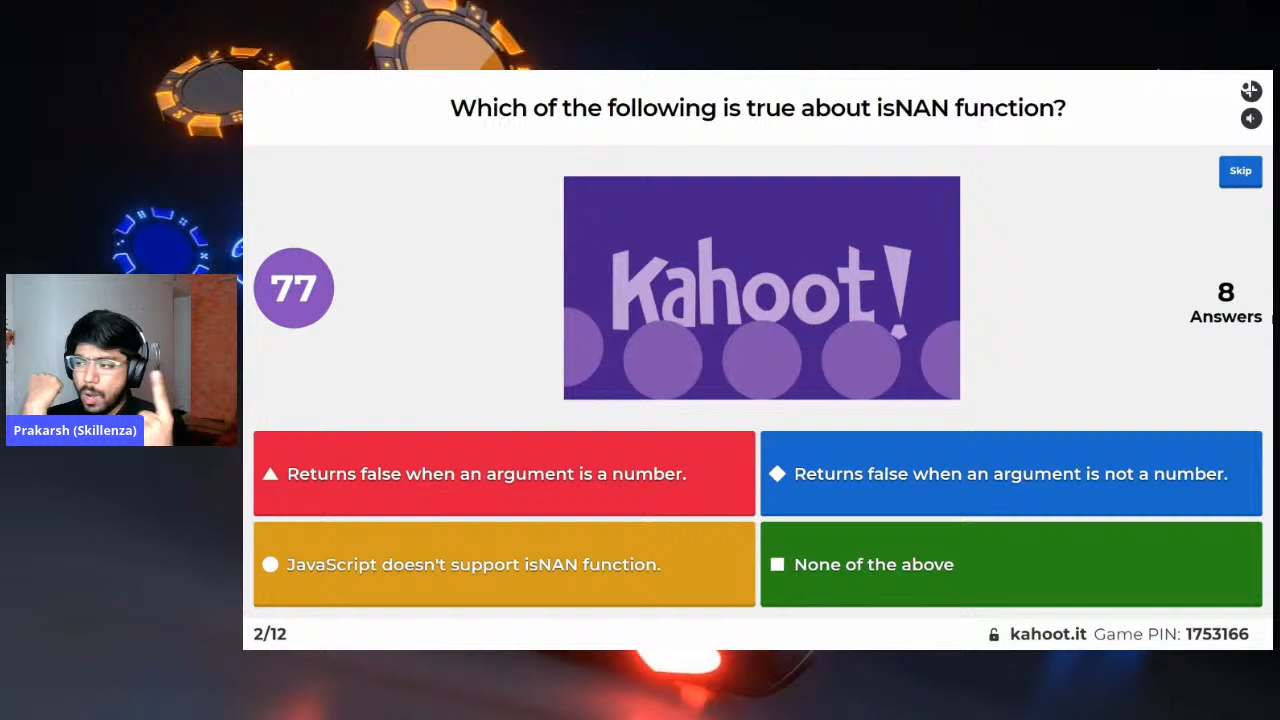 Which of the following is true about isNAN function?
Skip
77
Kahoot!
8
Answers
Prakarsh (Skillenza)
Returns false when an argument is a number.
Returns false when an argument is not a number.
JavaScript doesn't support isNAN function.
None of the above
2/12
kahoot.it Game PIN: 1753166